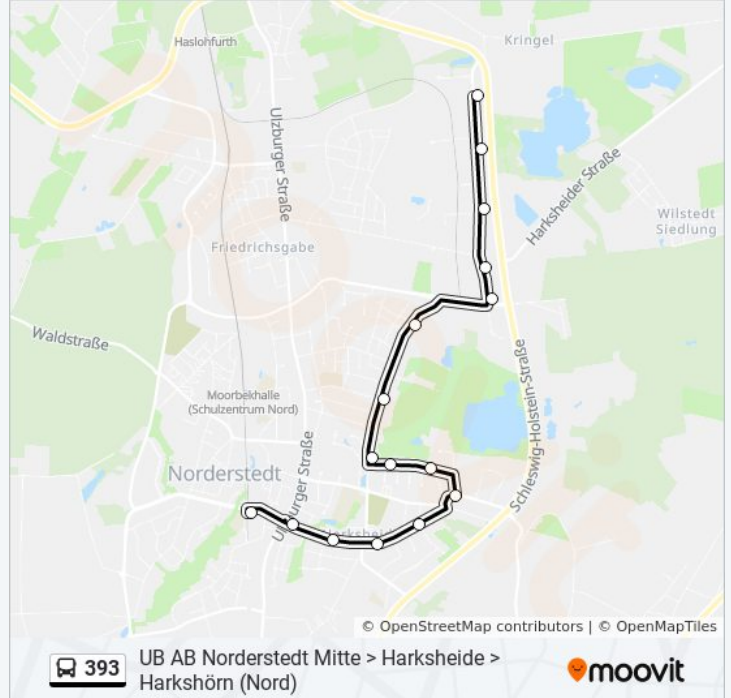 Haslohfurth
Kringel
Ulzburger Straße
Harksheider Straße
Wilstedt
Siedlung
Friedrichsgabe
Waldstraße
Schleswig-Holstein-Straße
Moorbekhalle
(Schulzentrum Nord)
Ulzburger Straße
Norderstedt
© OpenStreetMap contributors | © OpenMapTiles
393
UB AB Norderstedt Mitte > Harksheide >
Harkshörn (Nord)
moovit